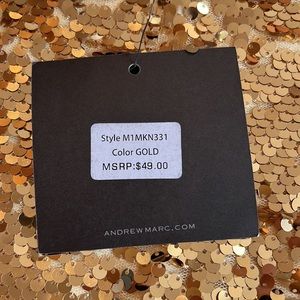 Style M1MKN331
Color GOLD
MSRP:$49.00
ANDREWMARC.COM